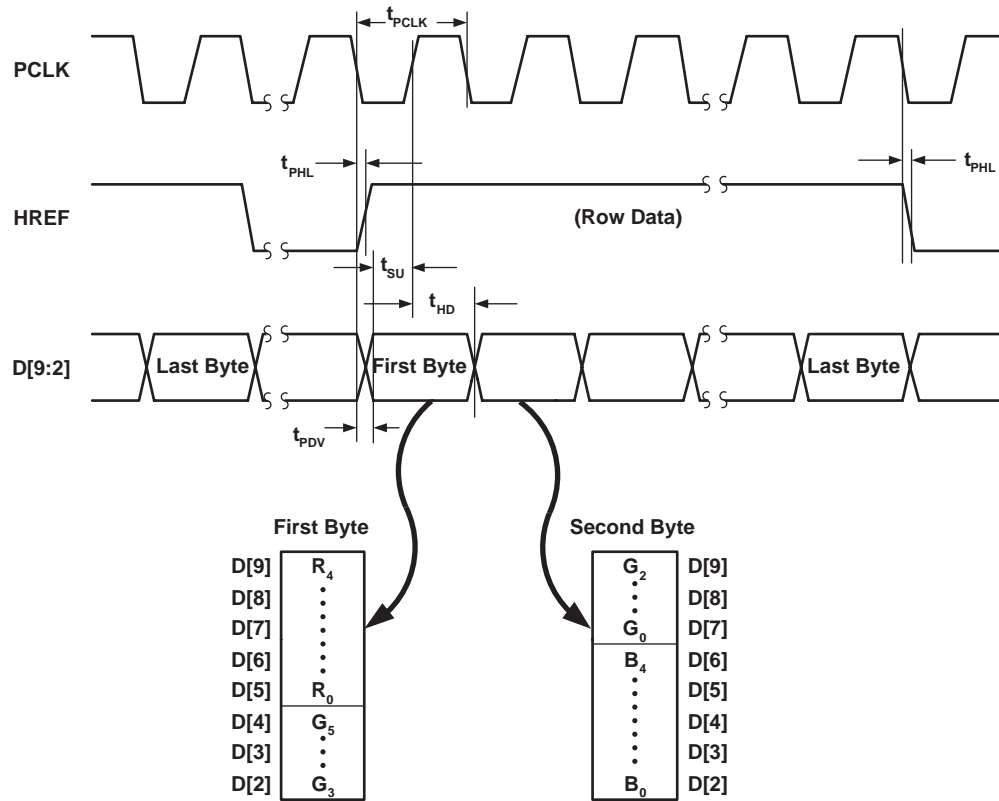 tPCLK
PCLK
tPHL
tPHL
HREF
(Row Data)
tSU
tHD
D[9:2]
Last Byte
First Byte
Last Byte
tPDV
First Byte
Second Byte
D[9] R4
D[8]
D[7]
D[6]
D[5] R0
D[4] G5
D[3]
D[2] G3
G2 D[9]
D[8]
G0 D[7]
B4 D[6]
D[5]
D[4]
D[3]
B0 D[2]